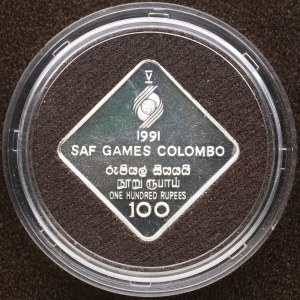 V
1991
SAF GAMES COLOMBO
රුපියල් සියයයි
நூறு ரூபாய்
ONE HUNDRED RUPEES
100